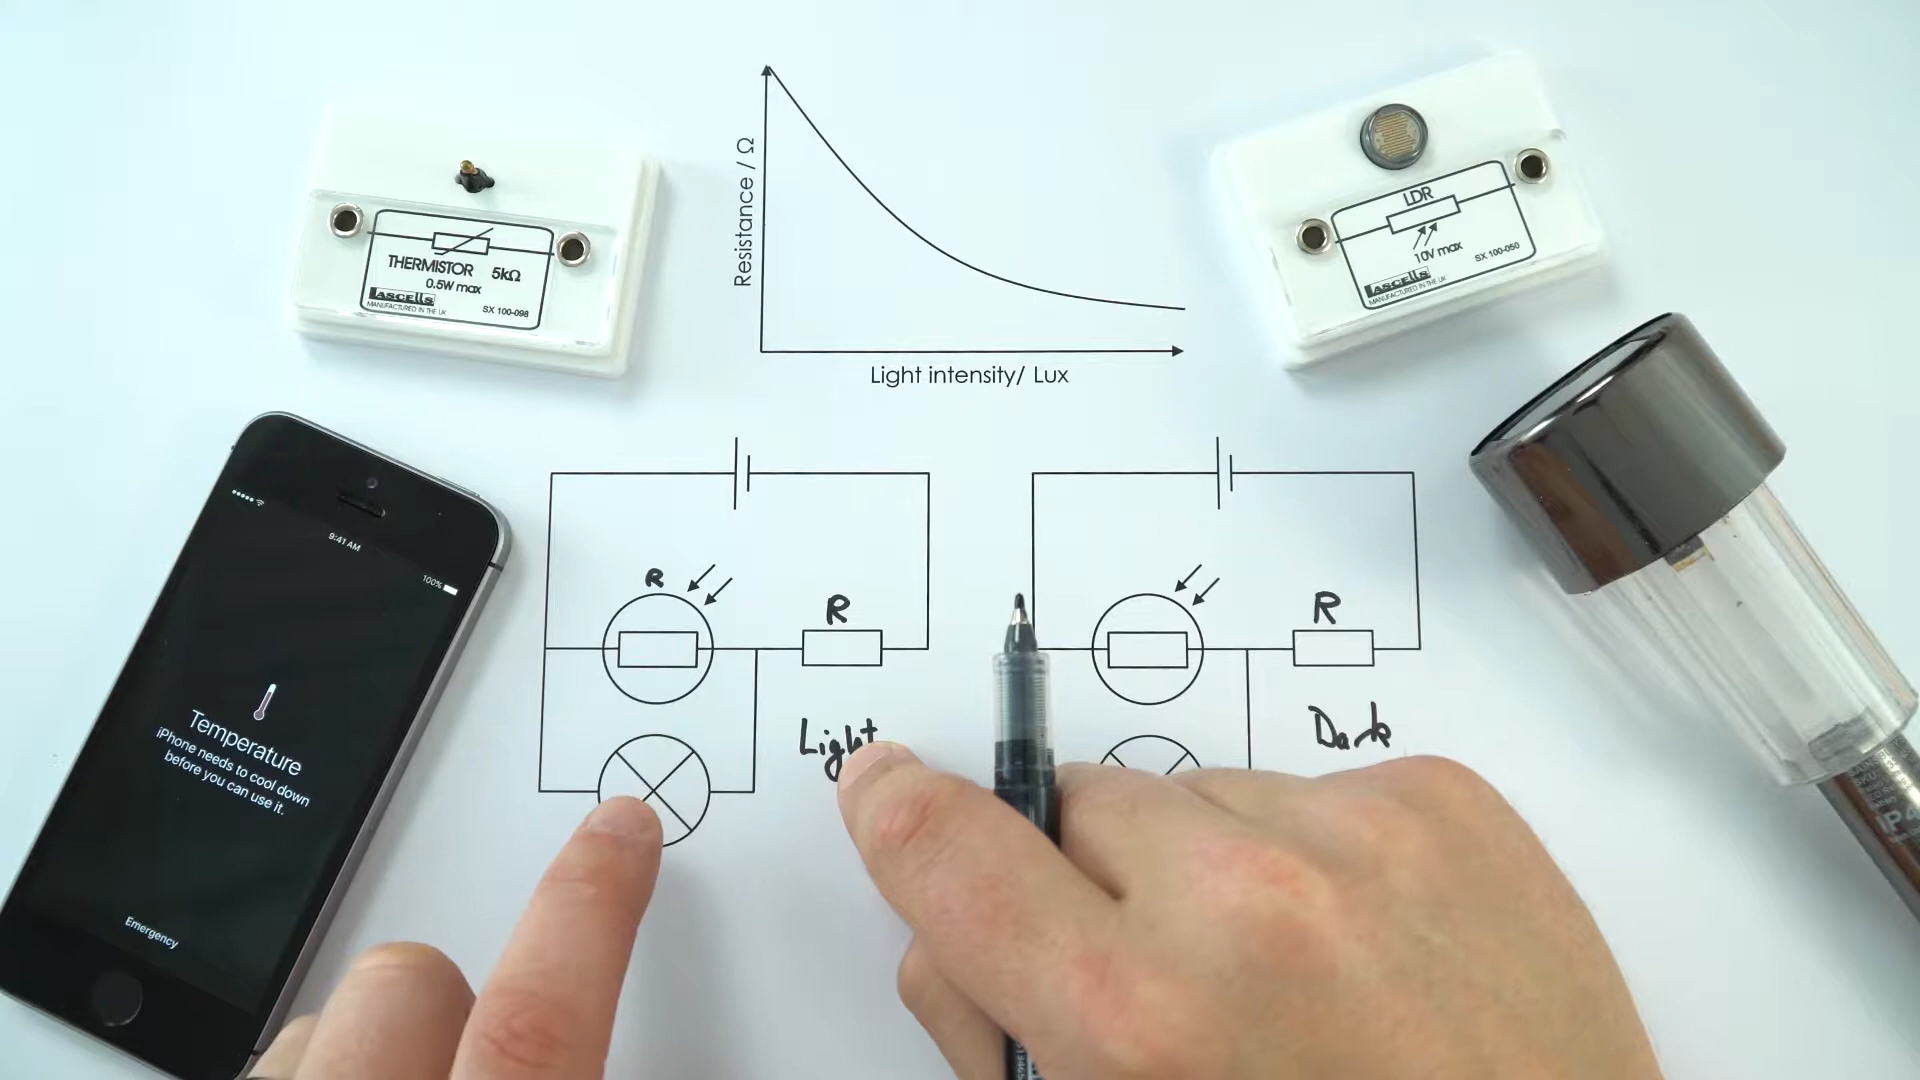 Resistance / Ω
Light intensity/ Lux
THERMISTOR 5kΩ
0.5W max
LASCELLS
MANUFACTURED IN THE UK
SX 100-098
LDR
10V max
LASCELLS
MANUFACTURED IN THE UK
SX 100-050
9:41 AM
100%
Temperature
iPhone needs to cool down
before you can use it.
Emergency
R
R
Light
R
Dark